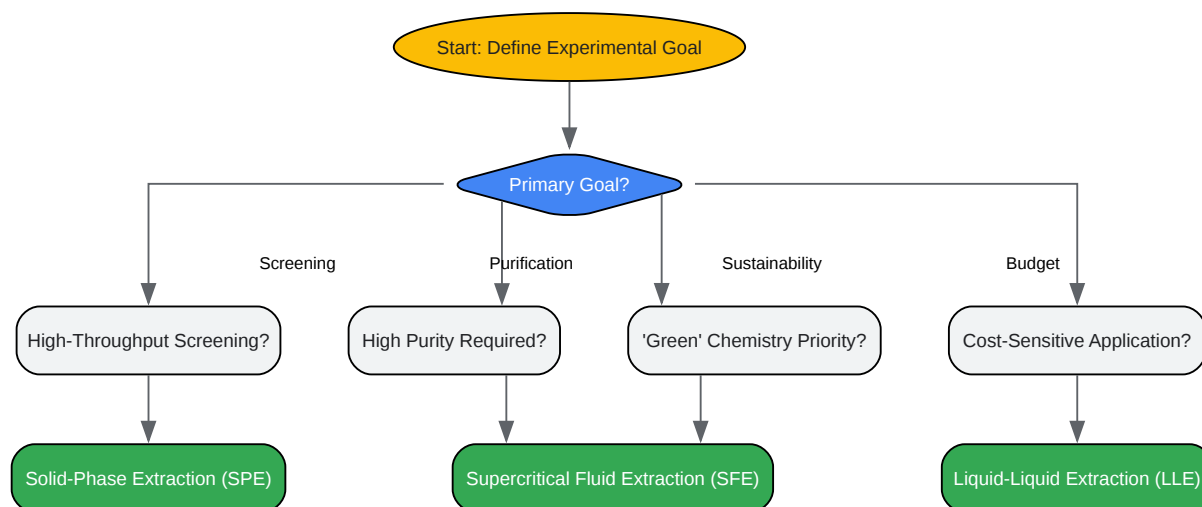 Start: Define Experimental Goal
Primary Goal?
Screening
Purification
Sustainability
Budget
High-Throughput Screening?
High Purity Required?
'Green' Chemistry Priority?
Cost-Sensitive Application?
Solid-Phase Extraction (SPE)
Supercritical Fluid Extraction (SFE)
Liquid-Liquid Extraction (LLE)